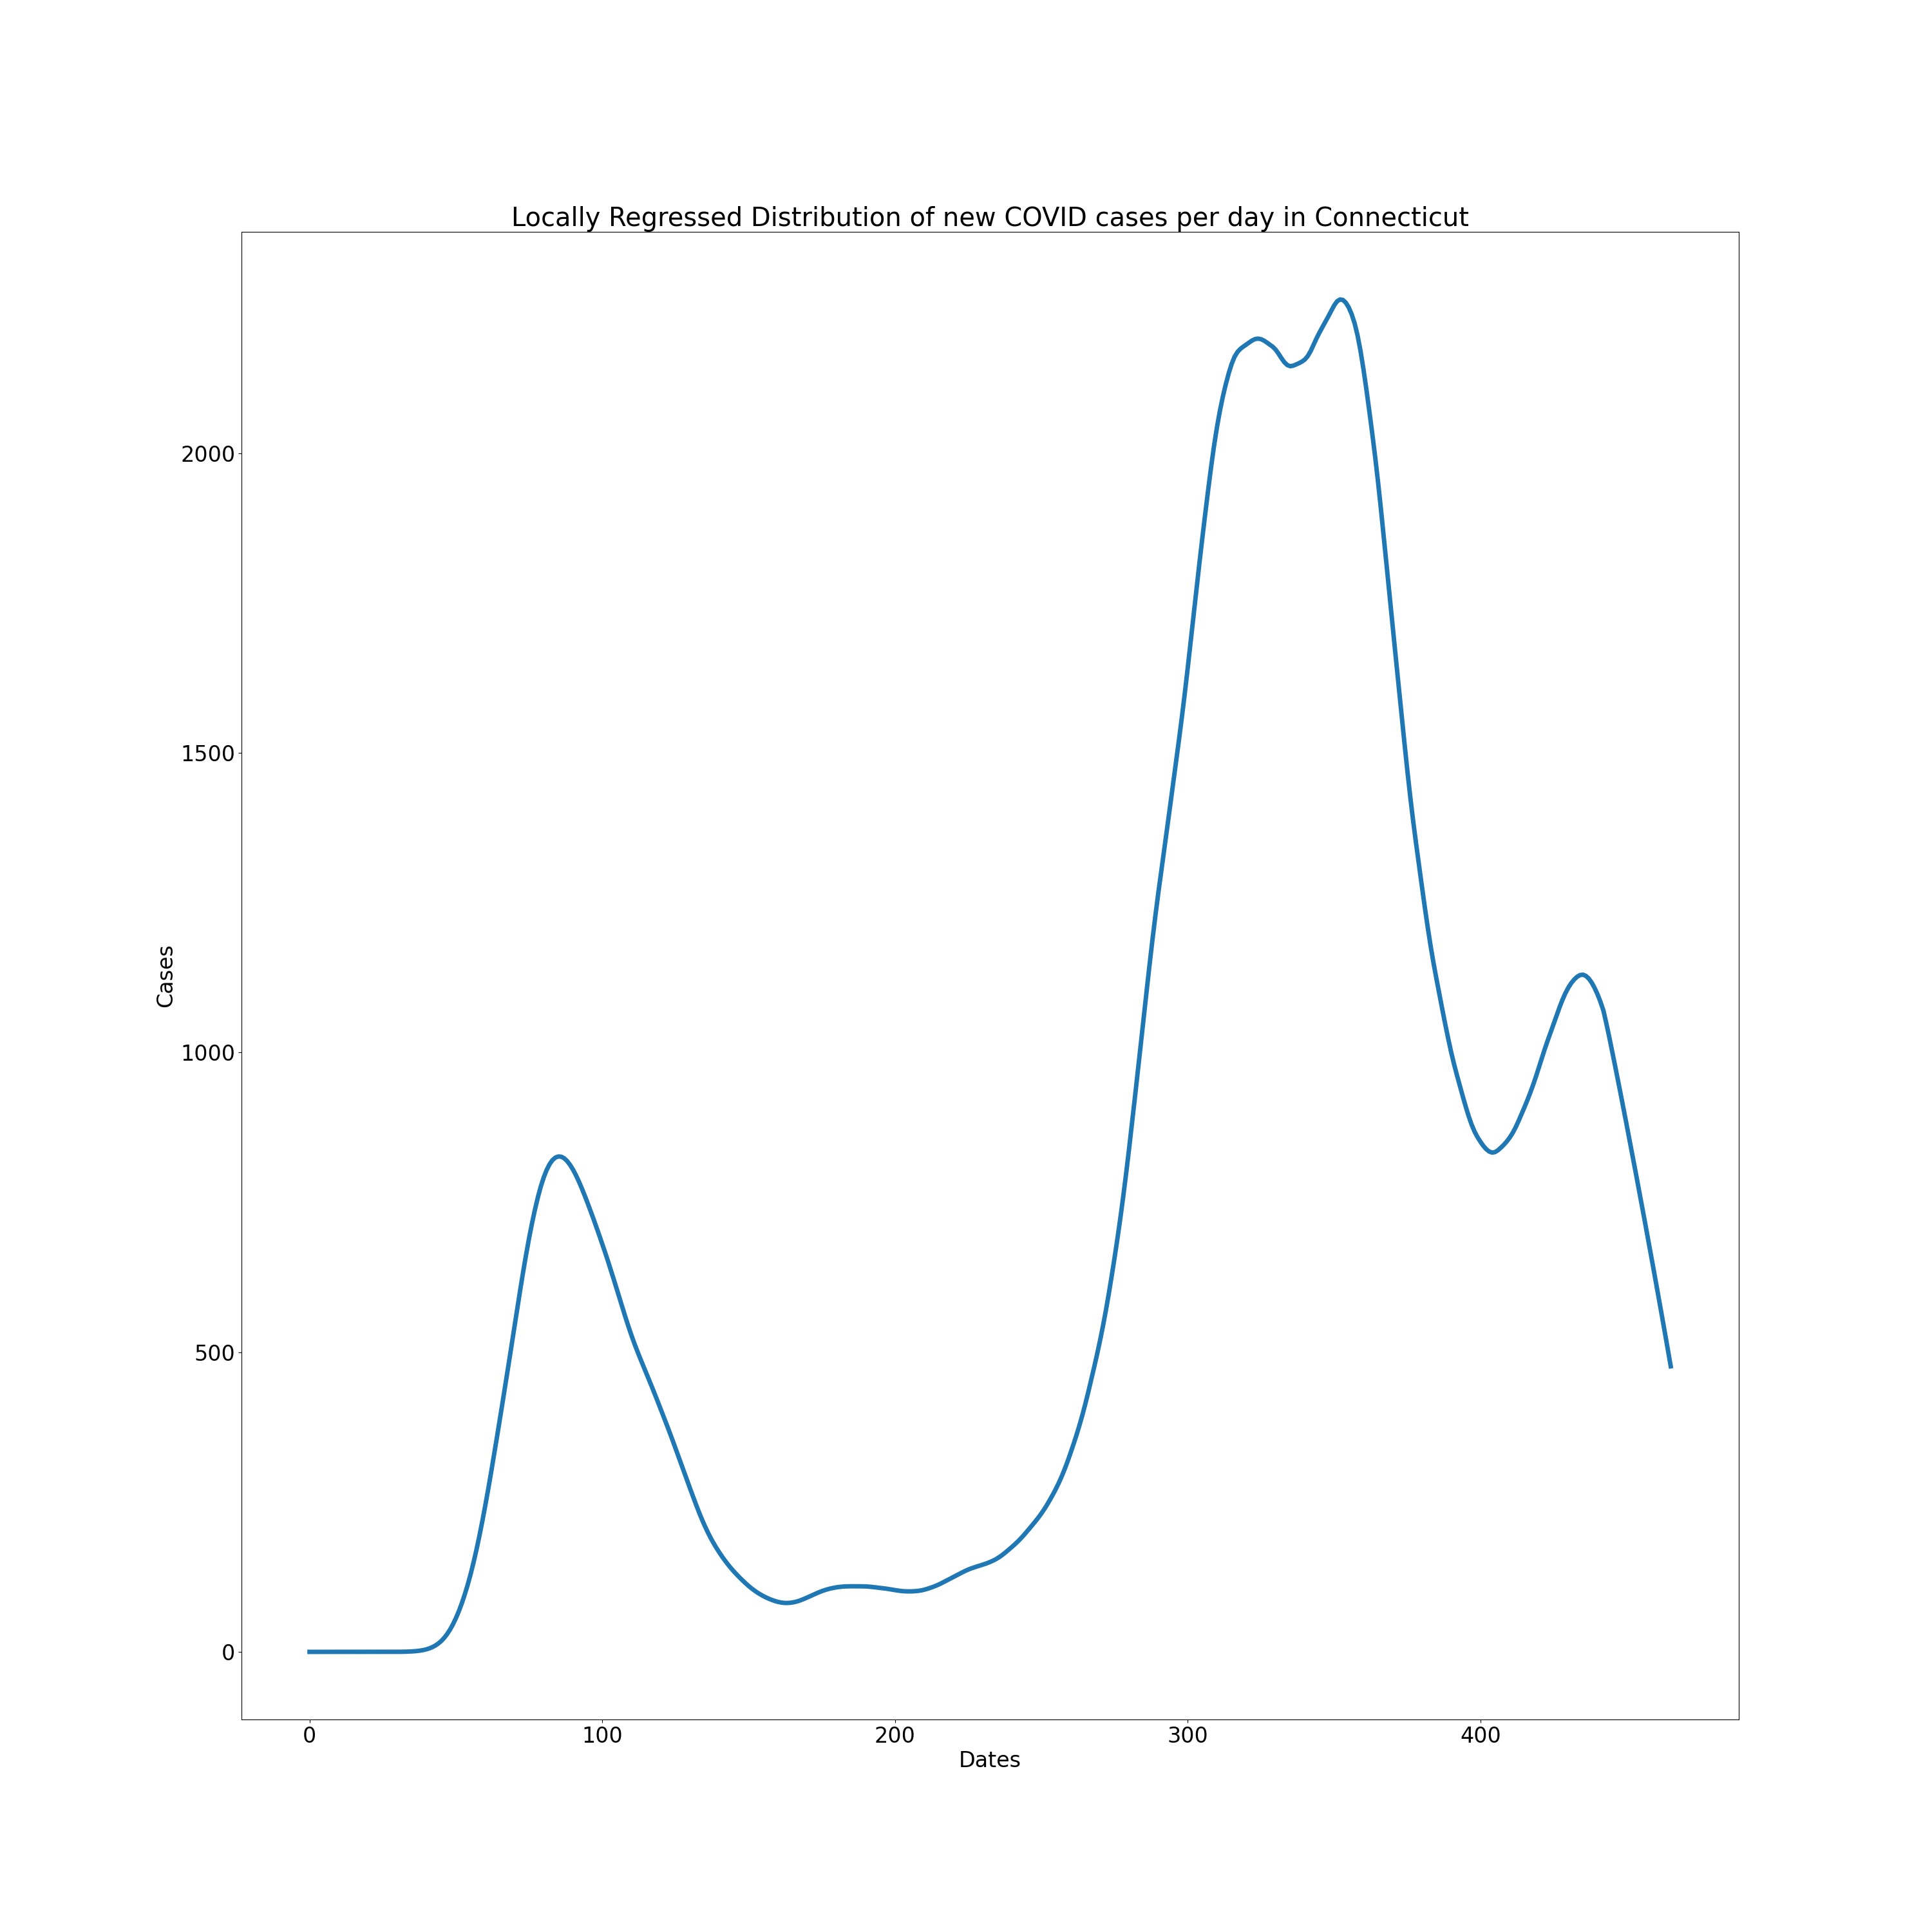 Locally Regressed Distribution of new COVID cases per day in Connecticut
2000
1500
1000
500
0
Cases
0 100 200 300 400
Dates